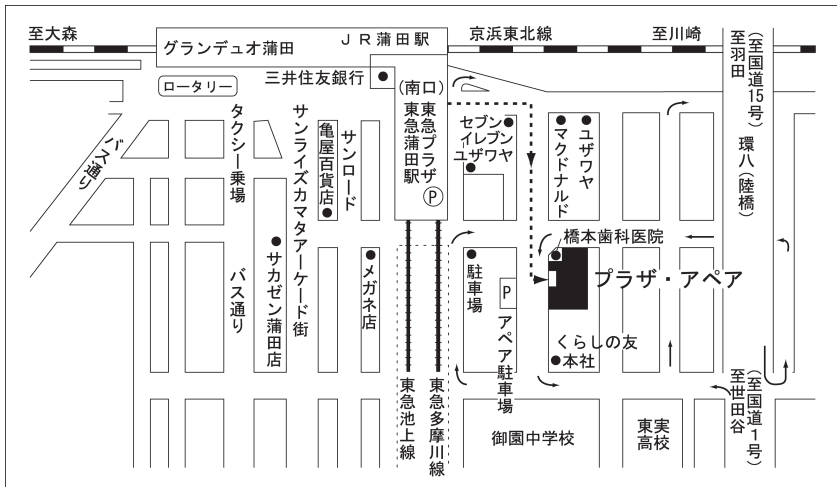 至大森
グランデュオ蒲田
ＪＲ蒲田駅
京浜東北線
至川崎
至羽田
（至国道15号）
ロータリー
三井住友銀行
（南口）
東急プラザ
東急蒲田駅
P
バス通り
タクシー乗場
サンライズカマタアーケード街
亀屋百貨店
サンロード
セブン
イレブン
ユザワヤ
マクドナルド
ユザワヤ
環八（陸橋）
橋本歯科医院
プラザ・アペア
バス通り
サカゼン蒲田店
メガネ店
駐車場
P
アペア駐車場
くらしの友
本社
東急池上線
東急多摩川線
御園中学校
東実
高校
至世田谷
（至国道1号）